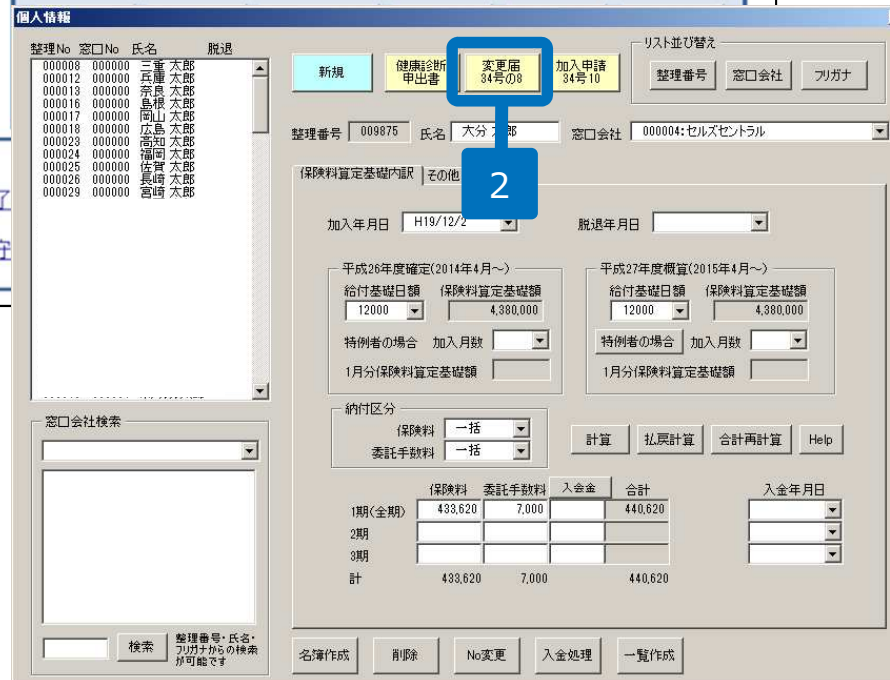 個人情報
整理No 窓口No 氏名 脱退
000008 000000 三重 太郎
000012 000000 兵庫 太郎
000013 000000 奈良 太郎
000016 000000 島根 太郎
000017 000000 岡山 太郎
000018 000000 広島 太郎
000023 000000 高知 太郎
000024 000000 福岡 太郎
000025 000000 佐賀 太郎
000026 000000 長崎 太郎
000029 000000 宮崎 太郎
新規
健康診断
申出書
変更届
34号の8
加入申請
34号10
リスト並び替え
整理番号 窓口会社 フリガナ
2
整理番号 009875 氏名 大分 郎 窓口会社 000004:セルズセントラル
保険料算定基礎内訳 その他
加入年月日 H19/12/2 脱退年月日
平成26年度確定(2014年4月～)
給付基礎日額 保険料算定基礎額
12000 4,380,000
特例者の場合 加入月数
1月分保険料算定基礎額
平成27年度概算(2015年4月～)
給付基礎日額 保険料算定基礎額
12000 4,380,000
特例者の場合 加入月数
1月分保険料算定基礎額
納付区分
保険料 一括
委託手数料 一括
計算 払戻計算 合計再計算 Help
保険料 委託手数料 入会金 合計 入金年月日
1期(全期) 433,620 7,000 440,620
2期
3期
計 433,620 7,000 440,620
窓口会社検索
検索
整理番号・氏名・
フリガナからの検索
が可能です
名簿作成 削除 No変更 入金処理 一覧作成
了